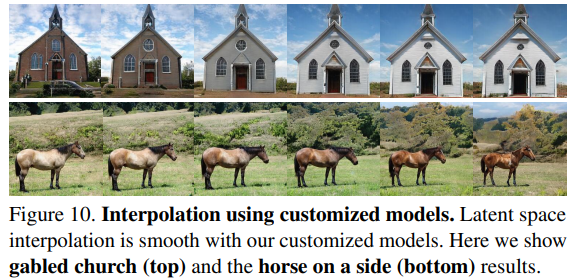 Figure 10. Interpolation using customized models. Latent space
interpolation is smooth with our customized models. Here we show
gabled church (top) and the horse on a side (bottom) results.